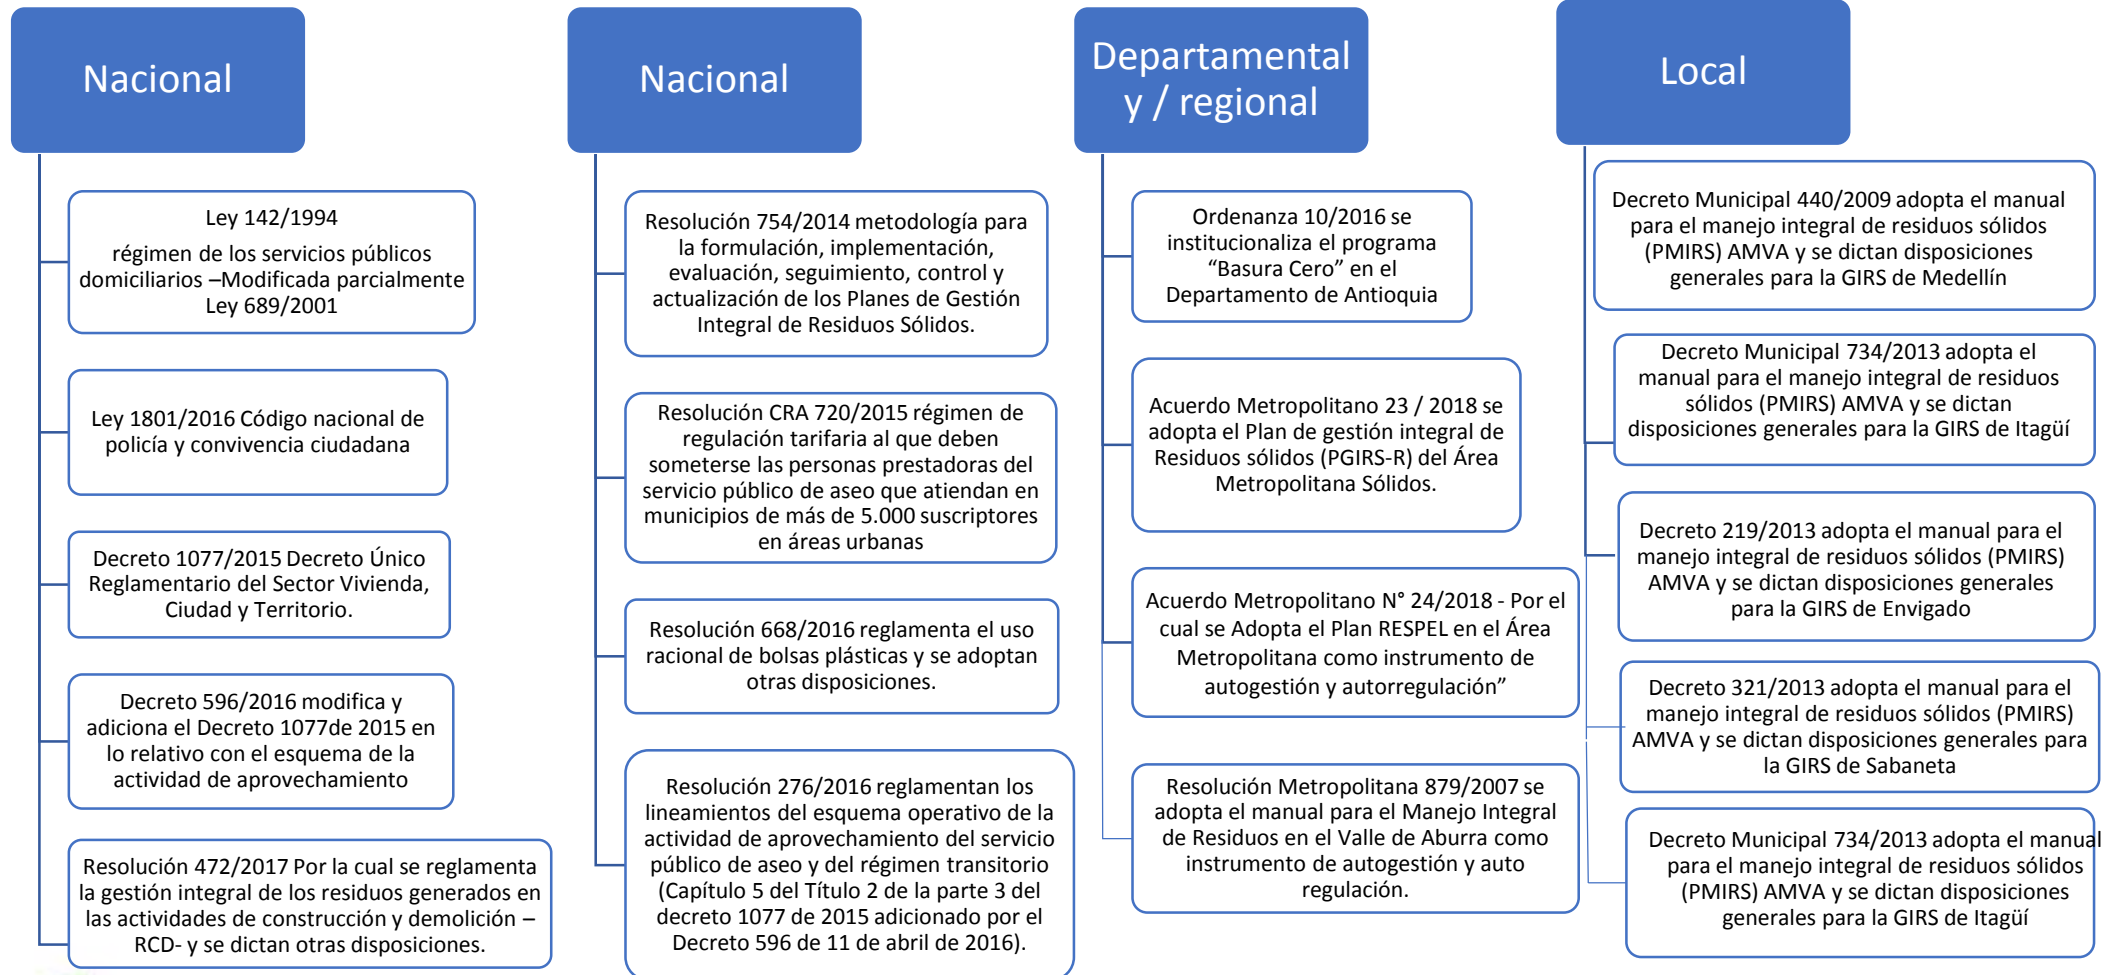 Nacional
Ley 142/1994
régimen de los servicios públicos
domiciliarios –Modificada parcialmente
Ley 689/2001
Ley 1801/2016 Código nacional de
policía y convivencia ciudadana
Decreto 1077/2015 Decreto Único
Reglamentario del Sector Vivienda,
Ciudad y Territorio.
Decreto 596/2016 modifica y
adiciona el Decreto 1077de 2015 en
lo relativo con el esquema de la
actividad de aprovechamiento
Resolución 472/2017 Por la cual se reglamenta
la gestión integral de los residuos generados en
las actividades de construcción y demolición –
RCD- y se dictan otras disposiciones.
Nacional
Resolución 754/2014 metodología para
la formulación, implementación,
evaluación, seguimiento, control y
actualización de los Planes de Gestión
Integral de Residuos Sólidos.
Resolución CRA 720/2015 régimen de
regulación tarifaria al que deben
someterse las personas prestadoras del
servicio público de aseo que atiendan en
municipios de más de 5.000 suscriptores
en áreas urbanas
Resolución 668/2016 reglamenta el uso
racional de bolsas plásticas y se adoptan
otras disposiciones.
Resolución 276/2016 reglamentan los
lineamientos del esquema operativo de la
actividad de aprovechamiento del servicio
público de aseo y del régimen transitorio
(Capítulo 5 del Título 2 de la parte 3 del
decreto 1077 de 2015 adicionado por el
Decreto 596 de 11 de abril de 2016).
Departamental
y / regional
Ordenanza 10/2016 se
institucionaliza el programa
“Basura Cero” en el
Departamento de Antioquia
Acuerdo Metropolitano 23 / 2018 se
adopta el Plan de gestión integral de
Residuos sólidos (PGIRS-R) del Área
Metropolitana Sólidos.
Acuerdo Metropolitano N° 24/2018 - Por el
cual se Adopta el Plan RESPEL en el Área
Metropolitana como instrumento de
autogestión y autorregulación”
Resolución Metropolitana 879/2007 se
adopta el manual para el Manejo Integral
de Residuos en el Valle de Aburra como
instrumento de autogestión y auto
regulación.
Local
Decreto Municipal 440/2009 adopta el manual
para el manejo integral de residuos sólidos
(PMIRS) AMVA y se dictan disposiciones
generales para la GIRS de Medellín
Decreto Municipal 734/2013 adopta el
manual para el manejo integral de residuos
sólidos (PMIRS) AMVA y se dictan
disposiciones generales para la GIRS de Itagüí
Decreto 219/2013 adopta el manual para el
manejo integral de residuos sólidos (PMIRS)
AMVA y se dictan disposiciones generales
para la GIRS de Envigado
Decreto 321/2013 adopta el manual para el
manejo integral de residuos sólidos (PMIRS)
AMVA y se dictan disposiciones generales para
la GIRS de Sabaneta
Decreto Municipal 734/2013 adopta el manual
para el manejo integral de residuos sólidos
(PMIRS) AMVA y se dictan disposiciones
generales para la GIRS de Itagüí